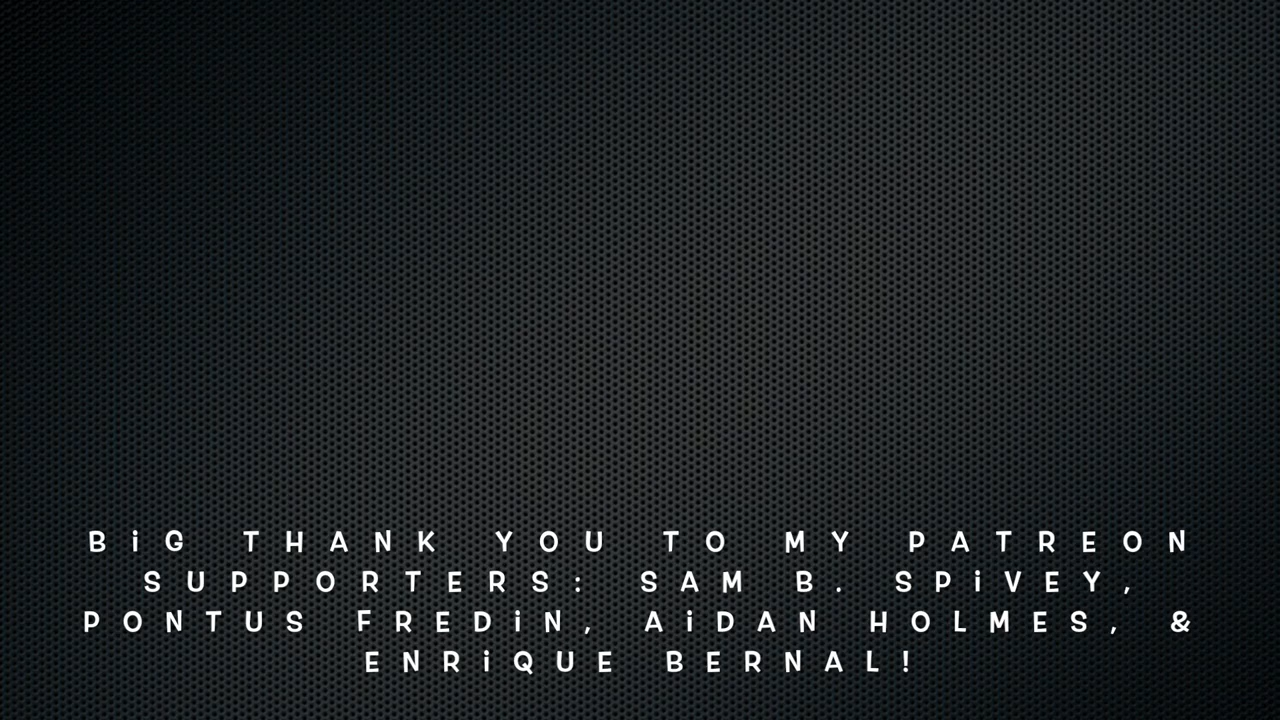 BiG THANK YOU TO MY PATREON
SUPPORTERS: SAM B. SPiVEY,
PONTUS FREDiN, AiDAN HOLMES, &
ENRiQUE BERNAL!